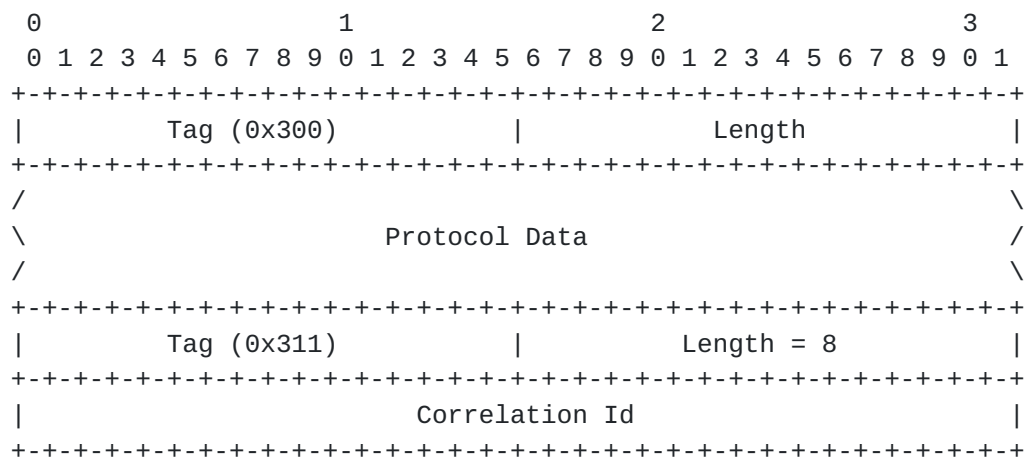 0                   1                   2                   3
 0 1 2 3 4 5 6 7 8 9 0 1 2 3 4 5 6 7 8 9 0 1 2 3 4 5 6 7 8 9 0 1
+-+-+-+-+-+-+-+-+-+-+-+-+-+-+-+-+-+-+-+-+-+-+-+-+-+-+-+-+-+-+-+-+
|         Tag (0x300)           |            Length             |
+-+-+-+-+-+-+-+-+-+-+-+-+-+-+-+-+-+-+-+-+-+-+-+-+-+-+-+-+-+-+-+-+
/                                                               \
\                       Protocol Data                           /
/                                                               \
+-+-+-+-+-+-+-+-+-+-+-+-+-+-+-+-+-+-+-+-+-+-+-+-+-+-+-+-+-+-+-+-+
|         Tag (0x311)           |          Length = 8           |
+-+-+-+-+-+-+-+-+-+-+-+-+-+-+-+-+-+-+-+-+-+-+-+-+-+-+-+-+-+-+-+-+
|                         Correlation Id                        |
+-+-+-+-+-+-+-+-+-+-+-+-+-+-+-+-+-+-+-+-+-+-+-+-+-+-+-+-+-+-+-+-+